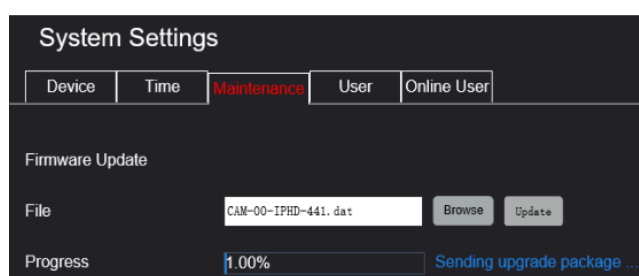 System Settings
Device Time Maintenance User Online User
Firmware Update
File CAM-00-IPHD-441.dat Browse Update
Progress 1.00% Sending upgrade package ...